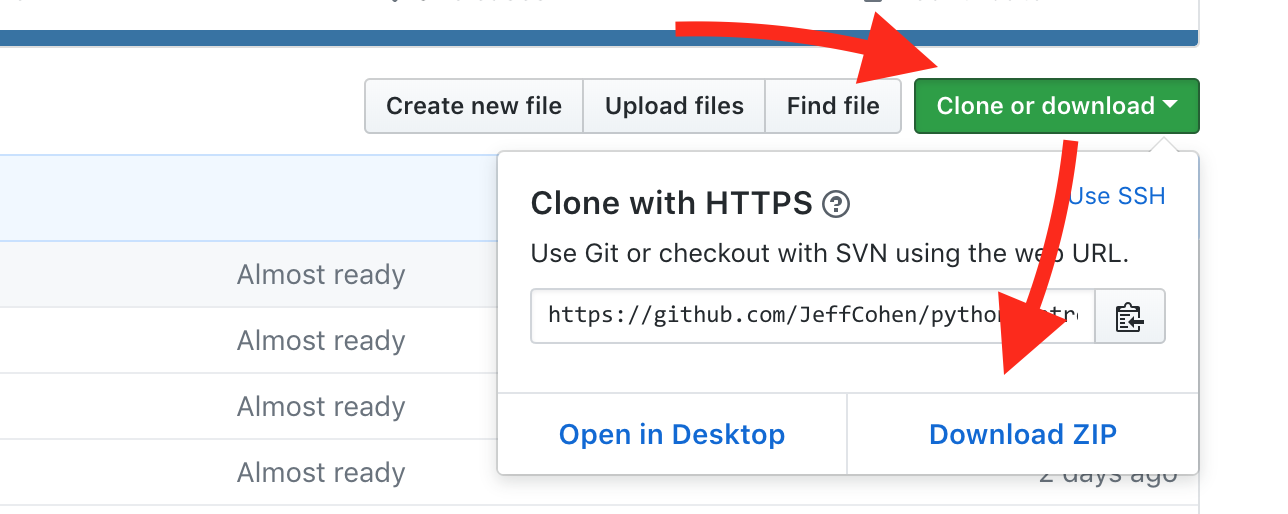 Create new file
Upload files
Find file
Clone or download
Clone with HTTPS ?
Use SSH
Use Git or checkout with SVN using the web URL.
https://github.com/JeffCohen/python
Open in Desktop
Download ZIP
Almost ready
Almost ready
Almost ready
Almost ready
2 days ago